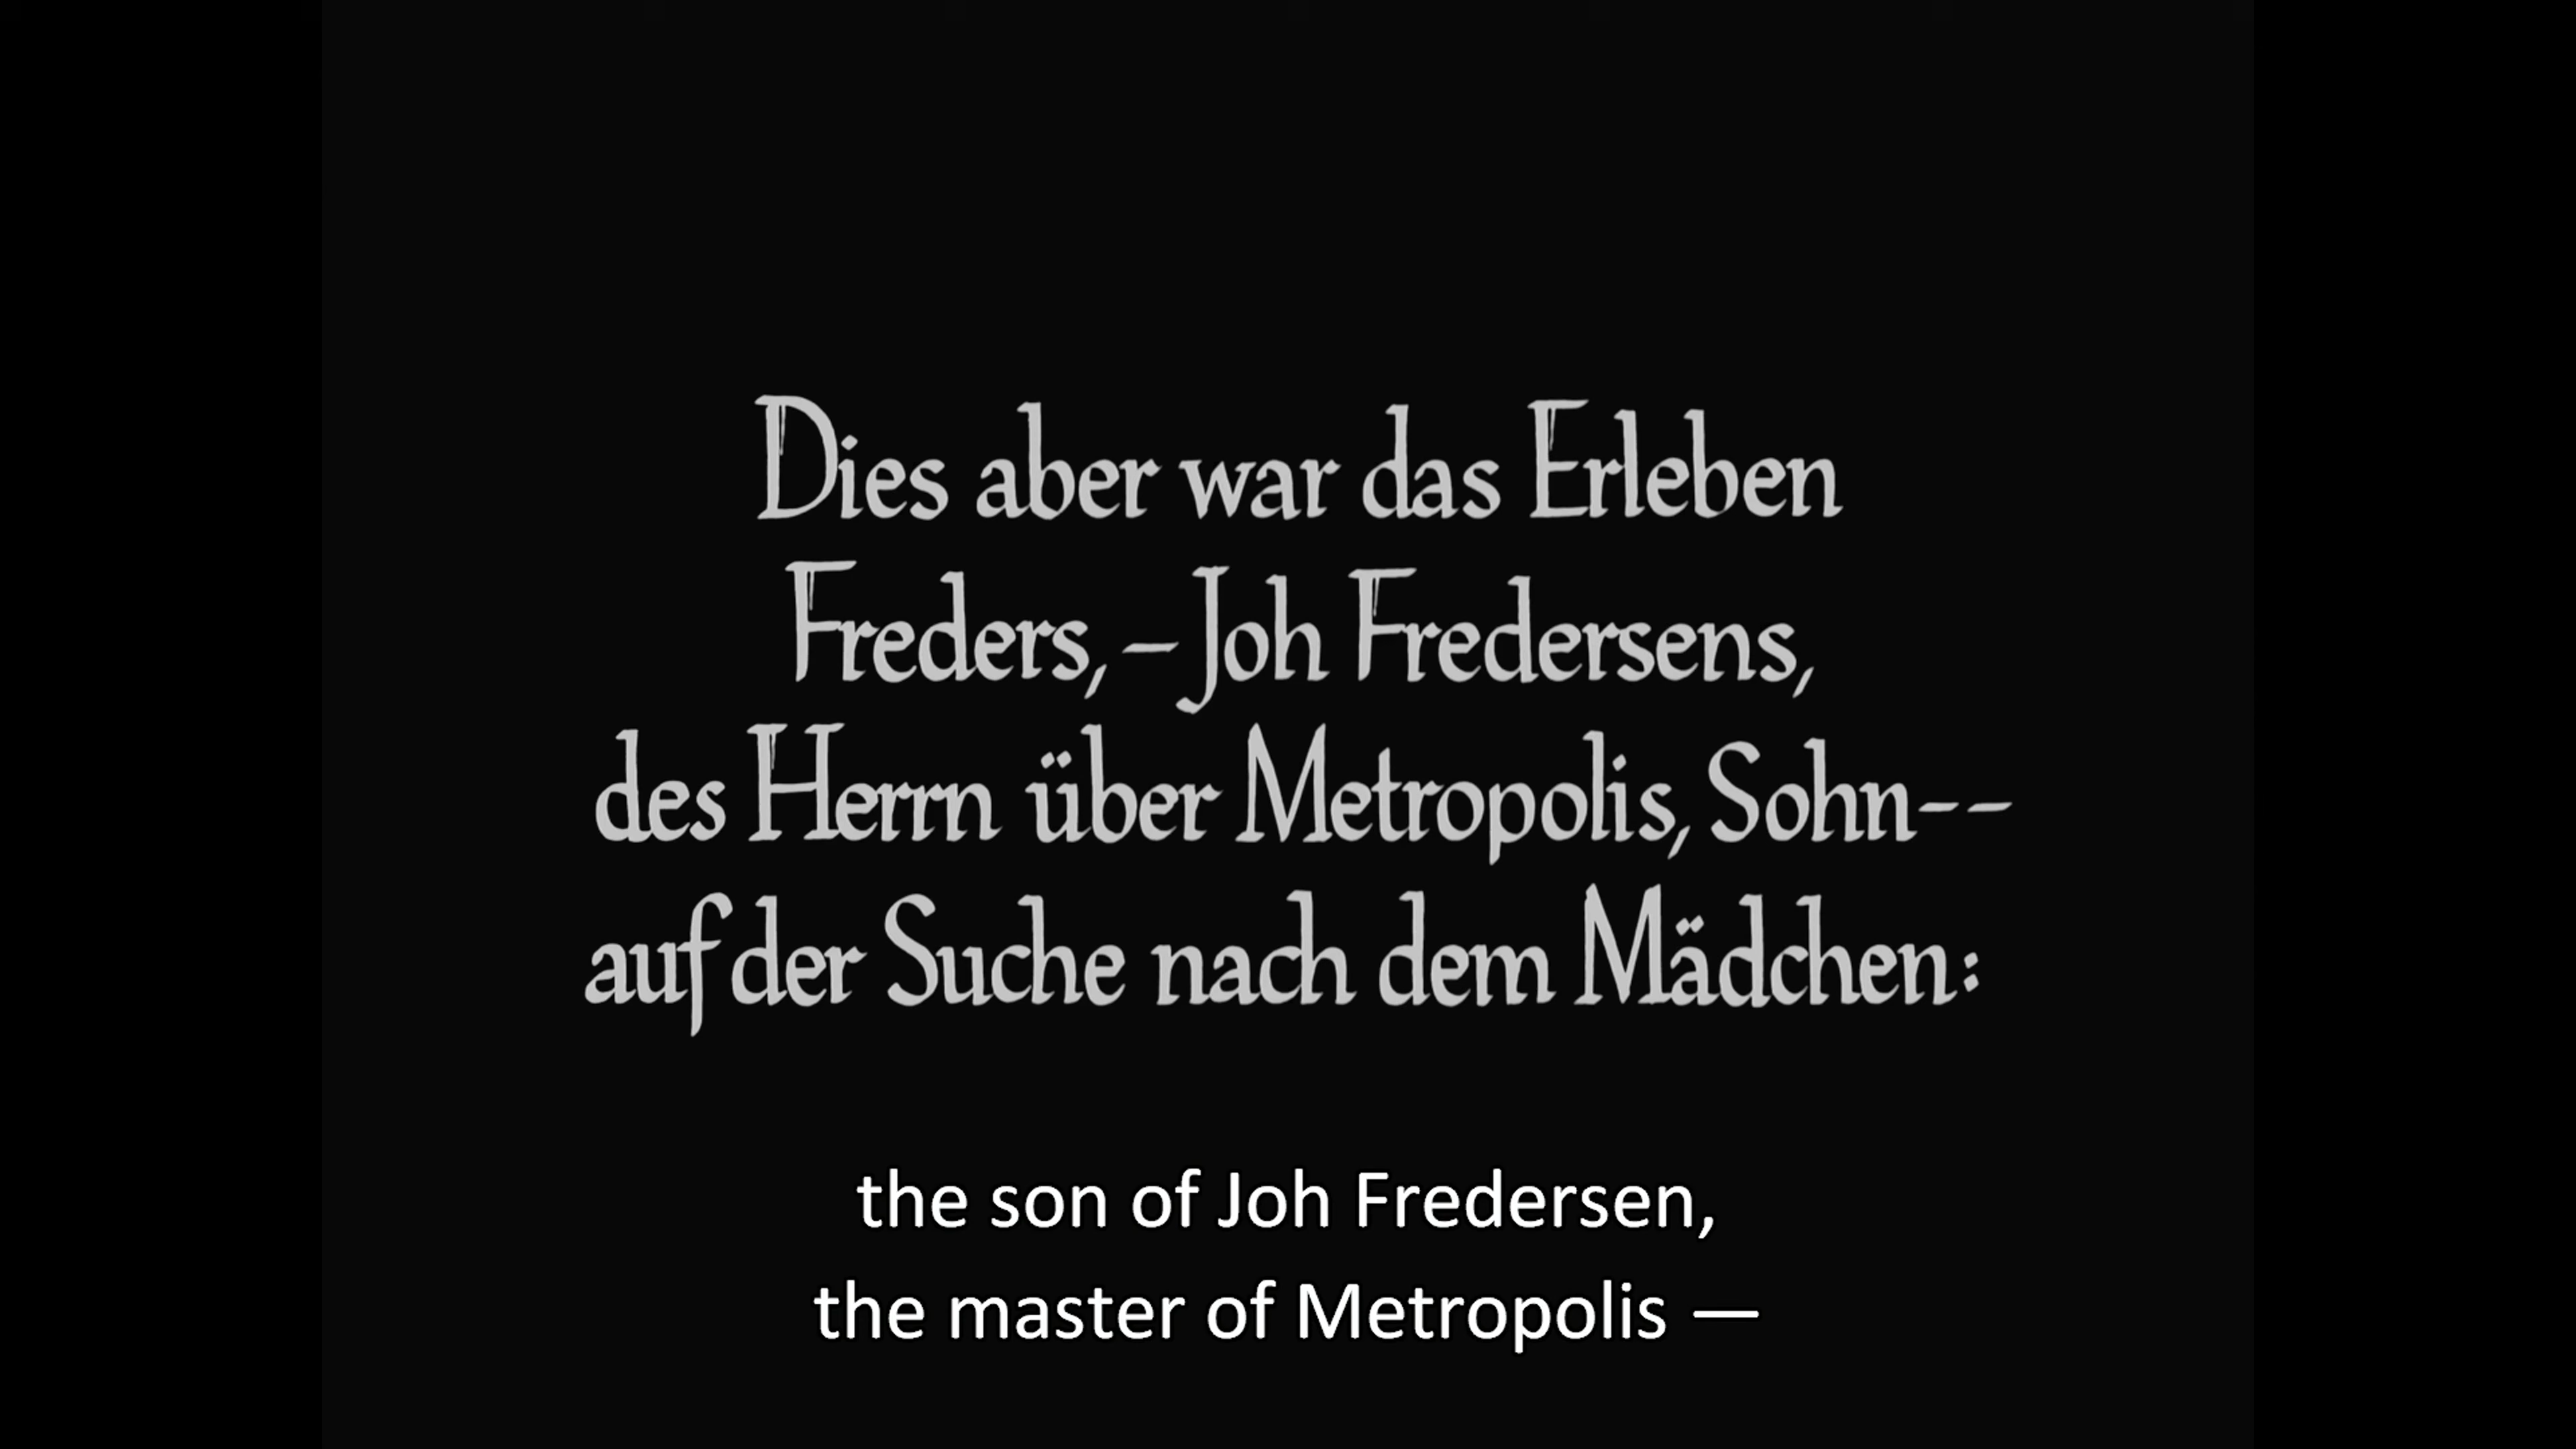 Dies aber war das Erleben
Freders, – Joh Fredersens,
des Herrn über Metropolis, Sohn--
auf der Suche nach dem Mädchen:
the son of Joh Fredersen,
the master of Metropolis —